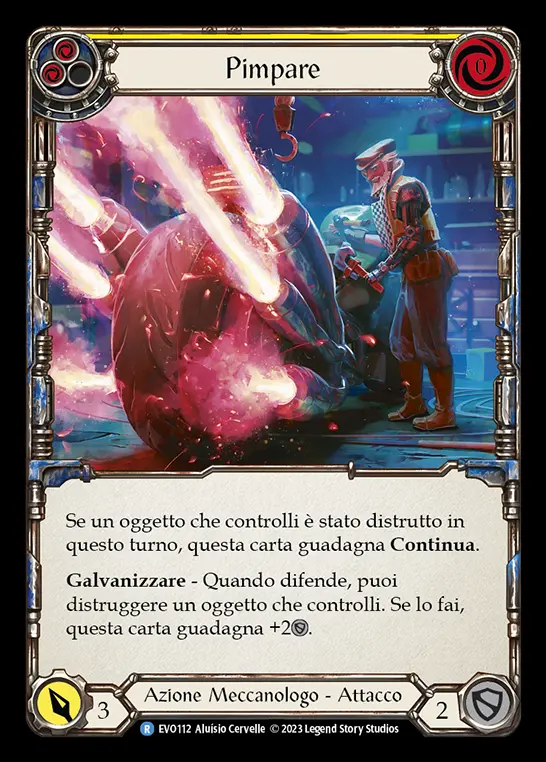 Pimpare
0
Se un oggetto che controlli è stato distrutto in
questo turno, questa carta guadagna Continua.
Galvanizzare - Quando difende, puoi
distruggere un oggetto che controlli. Se lo fai,
questa carta guadagna +2.
3
Azione Meccanologo - Attacco
2
R EVO112 Aluísio Cervelle © 2023 Legend Story Studios